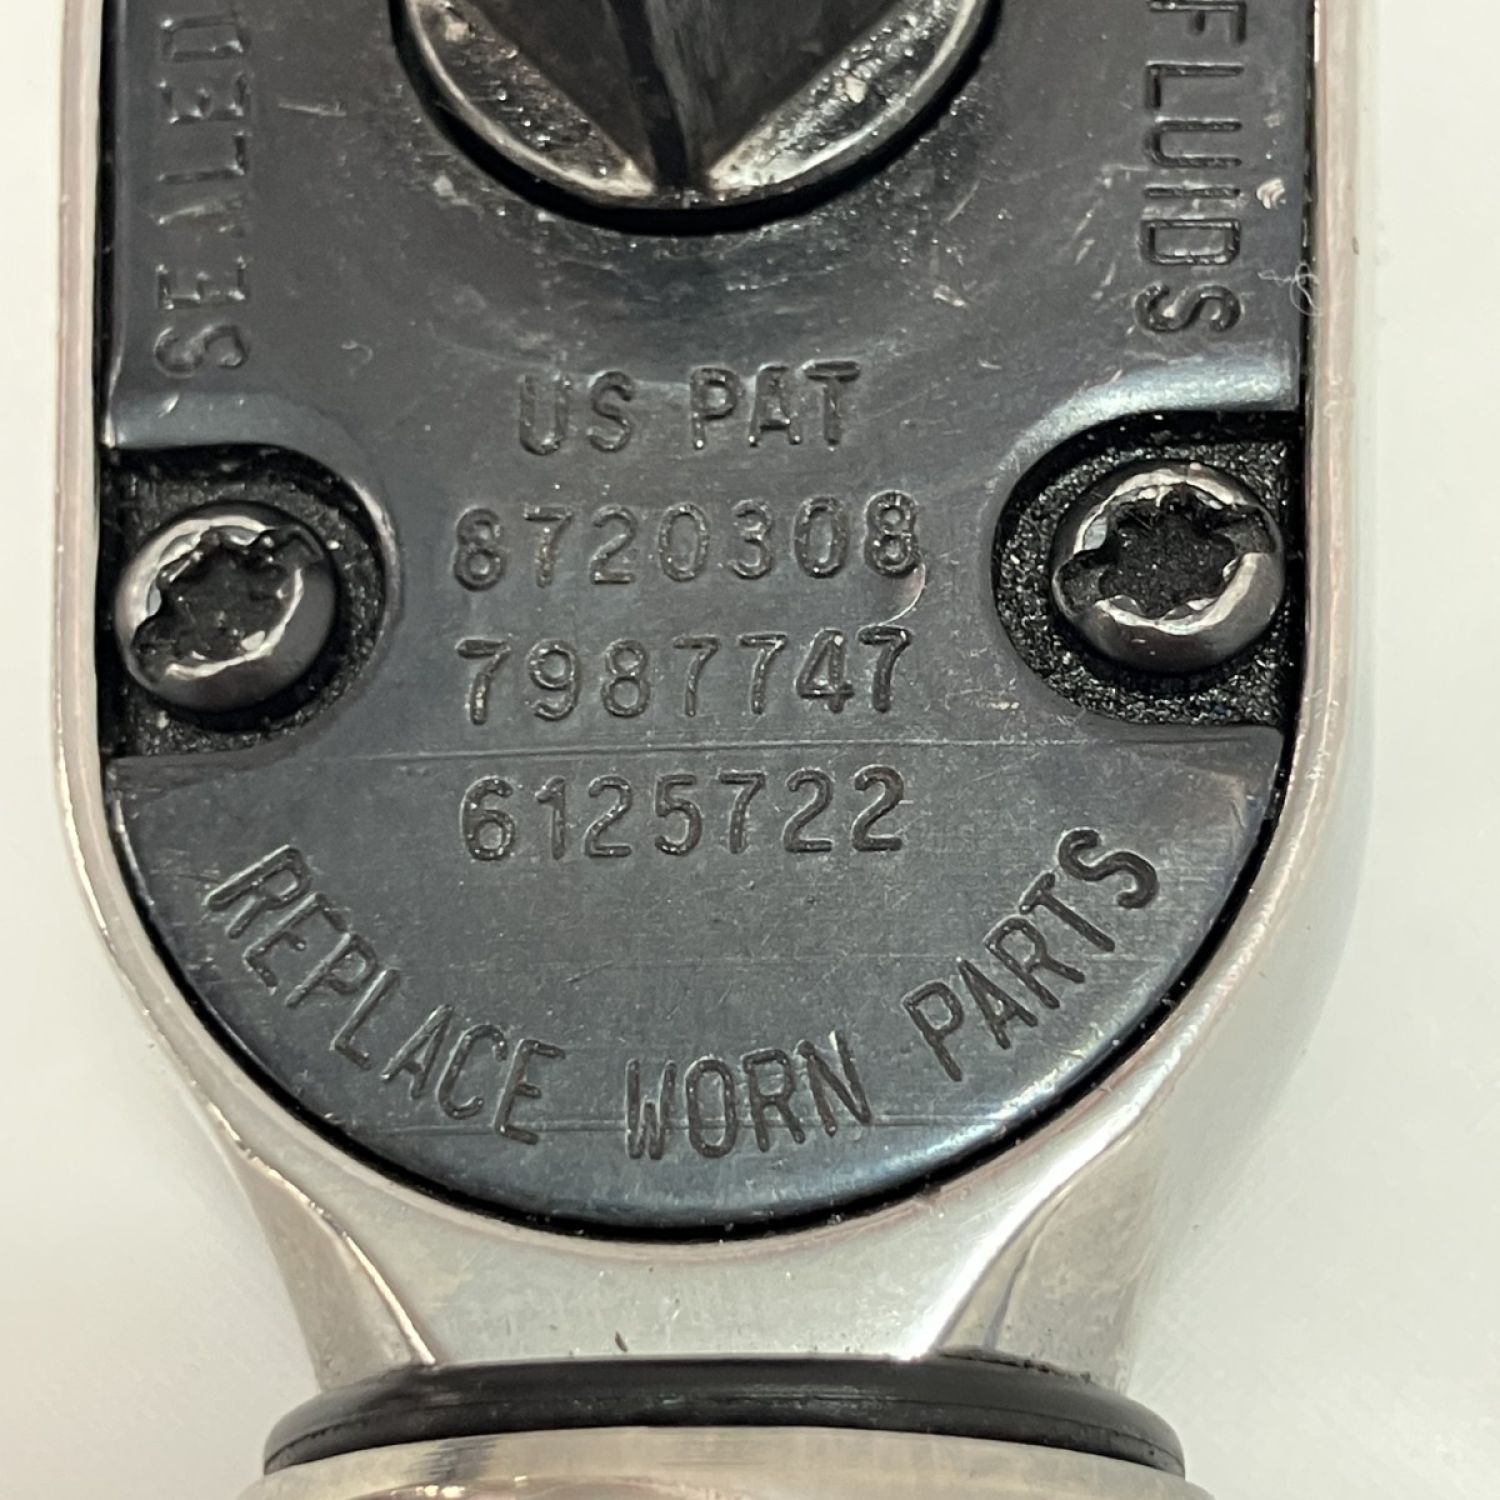 SEALED
FLUIDS
US PAT
8720308
7987747
6125722
REPLACE WORN PARTS